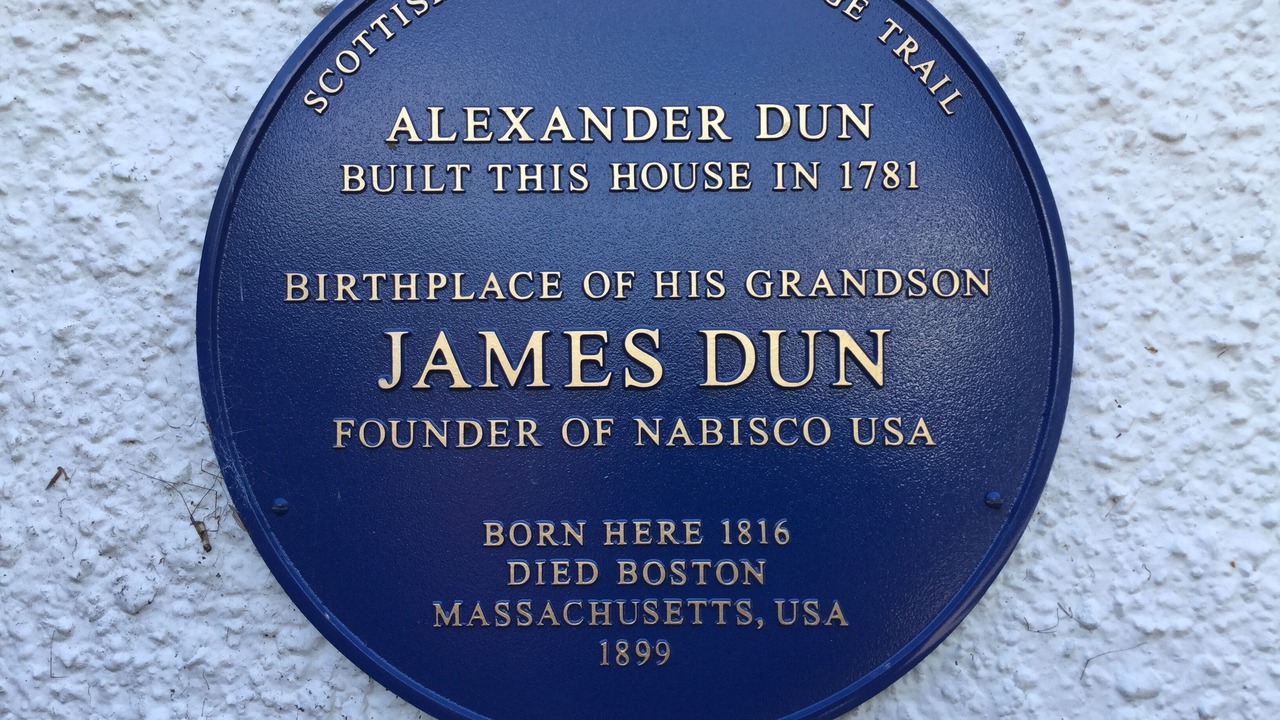 TRAIL
ALEXANDER DUN
BUILT THIS HOUSE IN 1781
BIRTHPLACE OF HIS GRANDSON
JAMES DUN
FOUNDER OF NABISCO USA
BORN HERE 1816
DIED BOSTON
MASSACHUSETTS, USA
1899